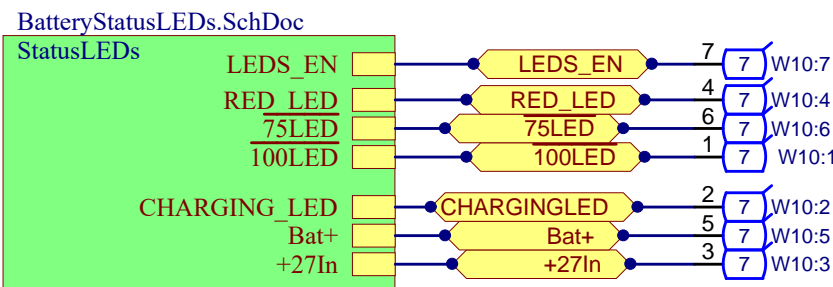 BatteryStatusLEDs.SchDoc
StatusLEDs
LEDS_EN LEDS_EN 7 7 W10:7
RED_LED RED_LED 4 7 W10:4
75LED 75LED 6 7 W10:6
100LED 100LED 1 7 W10:1
CHARGING_LED CHARGINGLED 2 7 W10:2
Bat+ Bat+ 5 7 W10:5
+27In +27In 3 7 W10:3